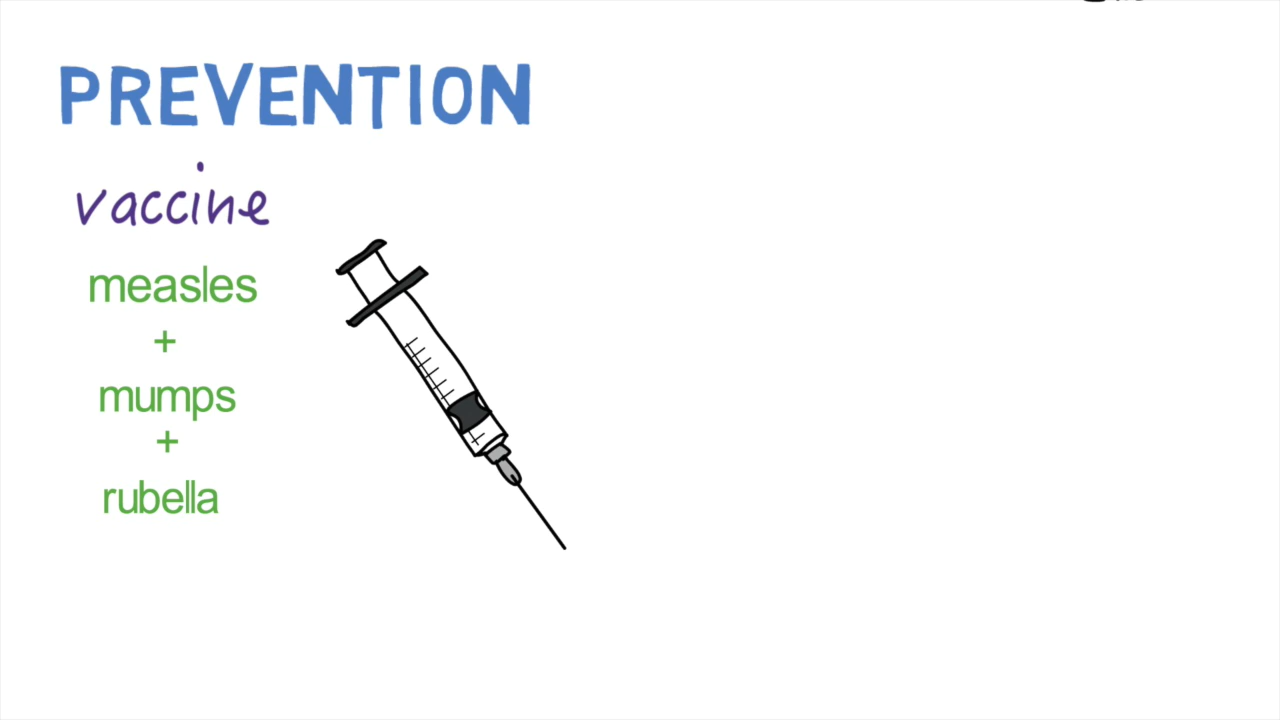 PREVENTION
vaccine
measles
+
mumps
+
rubella